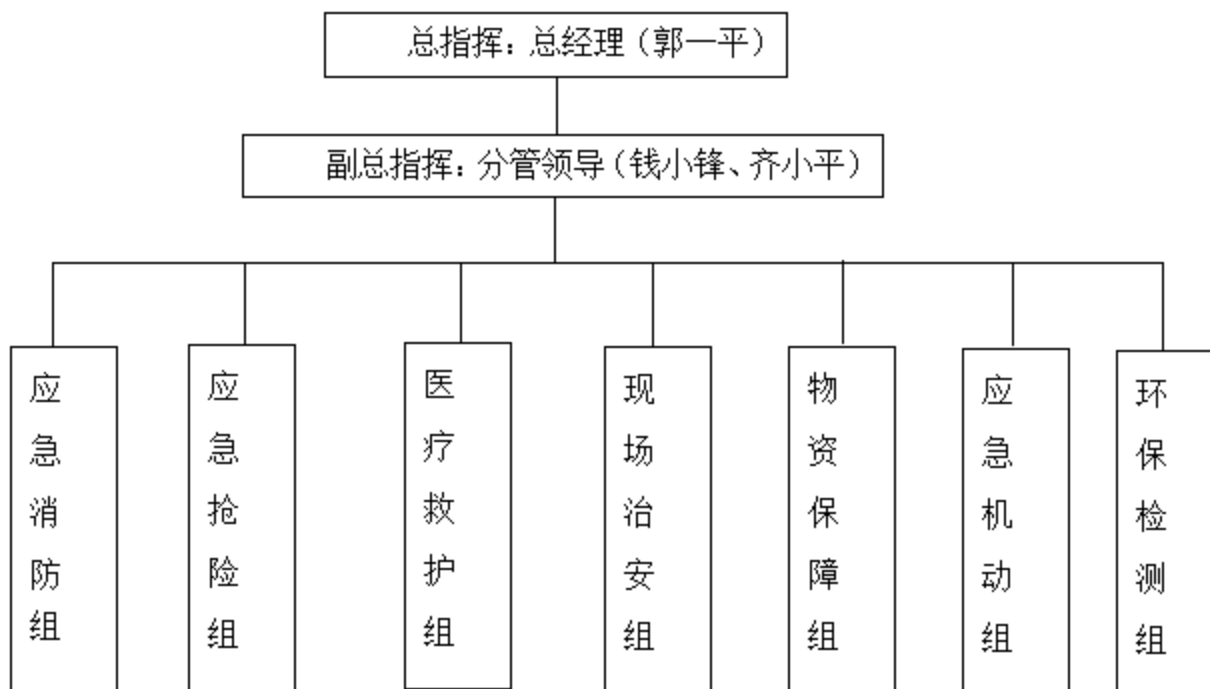 总指挥：总经理（郭一平）
副总指挥：分管领导（钱小锋、齐小平）
应急消防组
应急抢险组
医疗救护组
现场治安组
物资保障组
应急机动组
环保检测组